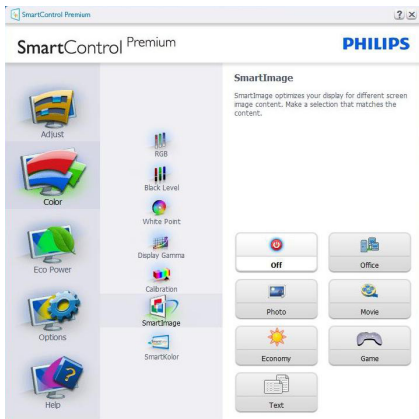 SmartControl Premium
SmartControl Premium
PHILIPS
Adjust
Color
Eco Power
Options
Help
RGB
Black Level
White Point
Display Gamma
Calibration
SmartImage
SmartKolor
SmartImage
SmartImage optimizes your display for different screen
image content. Make a selection that matches the
content.
Off
Office
Photo
Movie
Economy
Game
Text